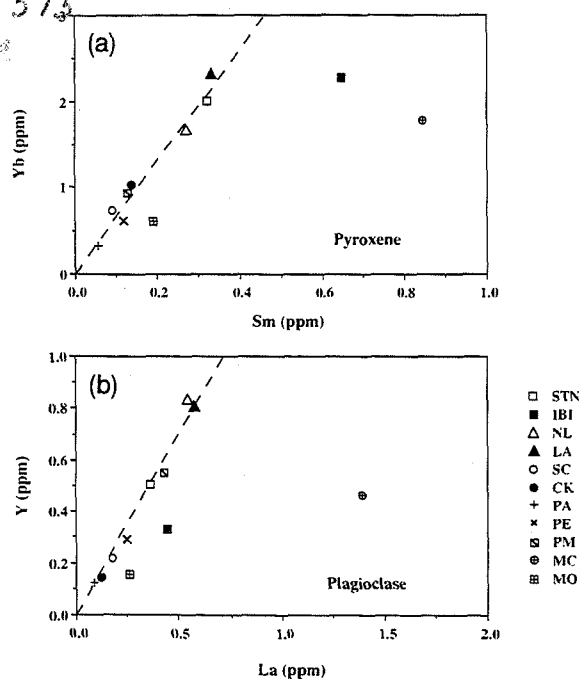 (a)
3
2
1
0
Yb (ppm)
Pyroxene
0.0 0.2 0.4 0.6 0.8 1.0
Sm (ppm)
(b)
1.0
0.8
0.6
0.4
0.2
0.0
Y (ppm)
Plagioclase
0.0 0.5 1.0 1.5 2.0
La (ppm)
STN
IBI
NL
LA
SC
CK
PA
PE
PM
MC
MO